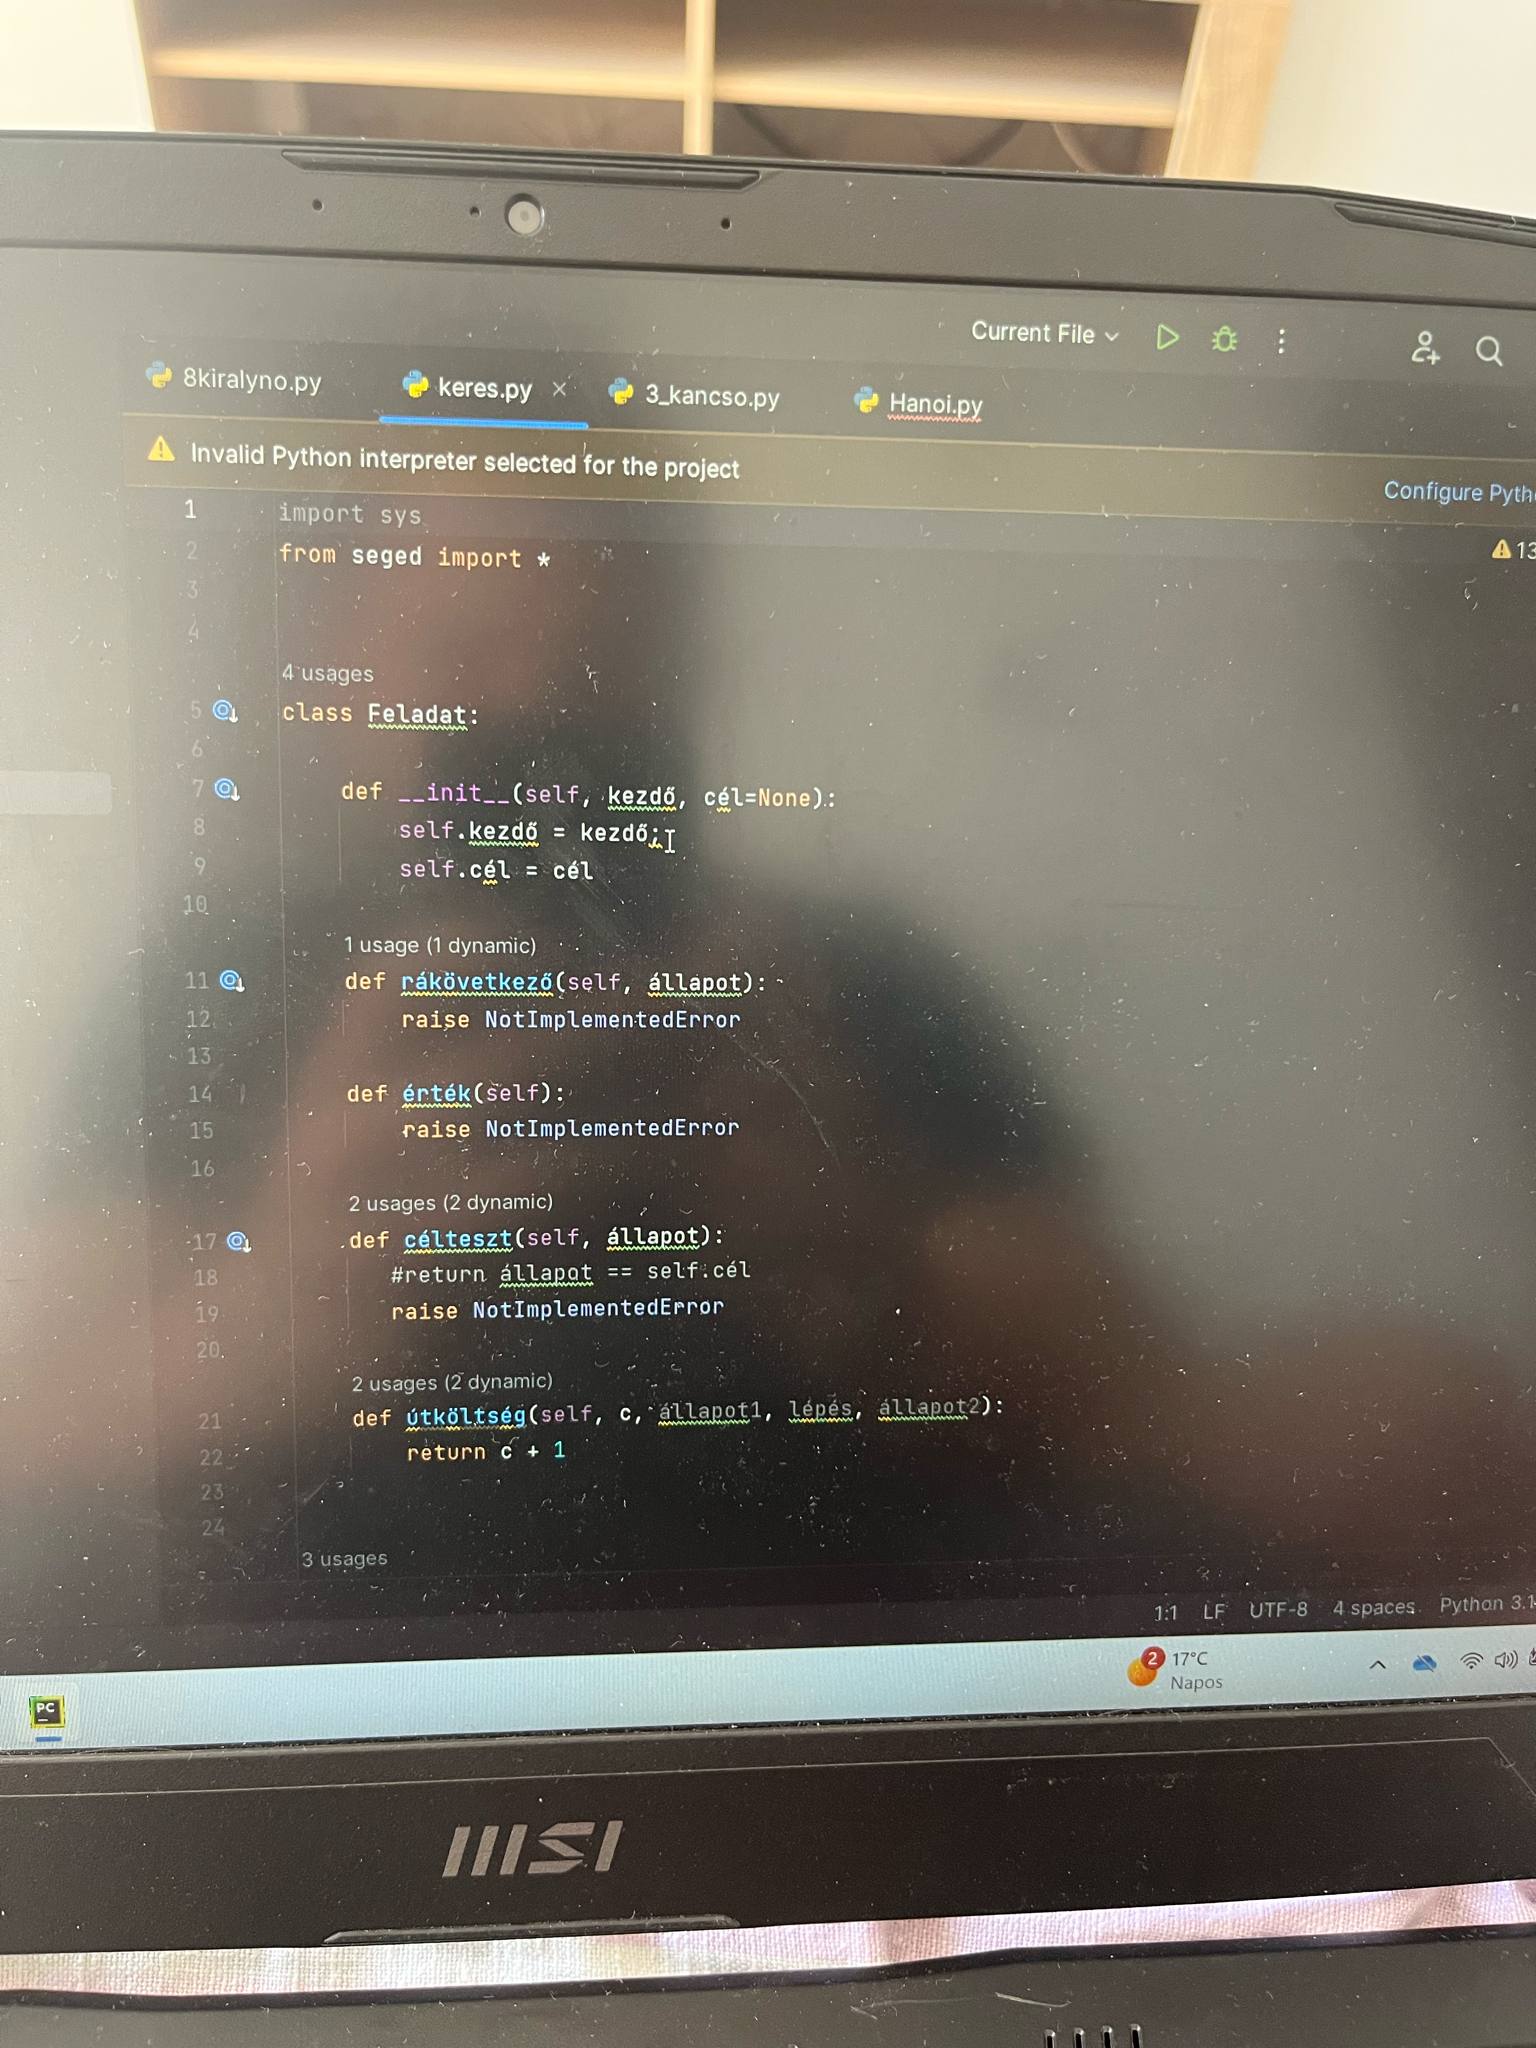 Current File
8kiralyno.py keres.py × 3_kancso.py Hanoi.py
Invalid Python interpreter selected for the project
Configure Pyth
13
1 import sys
2 from seged import *
3
4
4 usages
5 class Feladat:
6
7 def __init__(self, kezdő, cél=None):
8 self.kezdő = kezdő;
9 self.cél = cél
10
1 usage (1 dynamic)
11 def rákövetkező(self, állapot):
12 raise NotImplementedError
13
14 def érték(self):
15 raise NotImplementedError
16
2 usages (2 dynamic)
17 def célteszt(self, állapot):
18 #return állapot == self.cél
19 raise NotImplementedError
20
2 usages (2 dynamic)
21 def útköltség(self, c, állapot1, lépés, állapot2):
22 return c + 1
23
24
3 usages
1:1 LF UTF-8 4 spaces Python 3.1
2 17°C
Napos
PC
msi